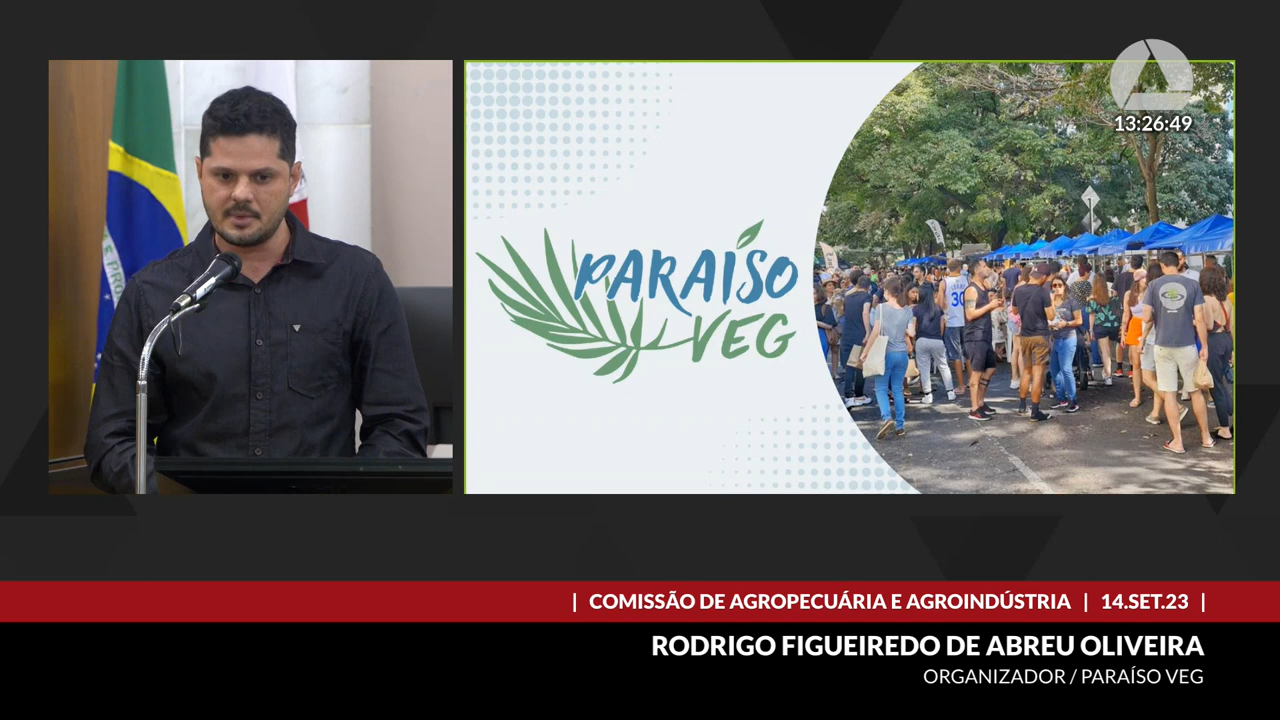 13:26:49
PARAÍSO
VEG
30
| COMISSÃO DE AGROPECUÁRIA E AGROINDÚSTRIA | 14.SET.23 |
RODRIGO FIGUEIREDO DE ABREU OLIVEIRA
ORGANIZADOR / PARAÍSO VEG